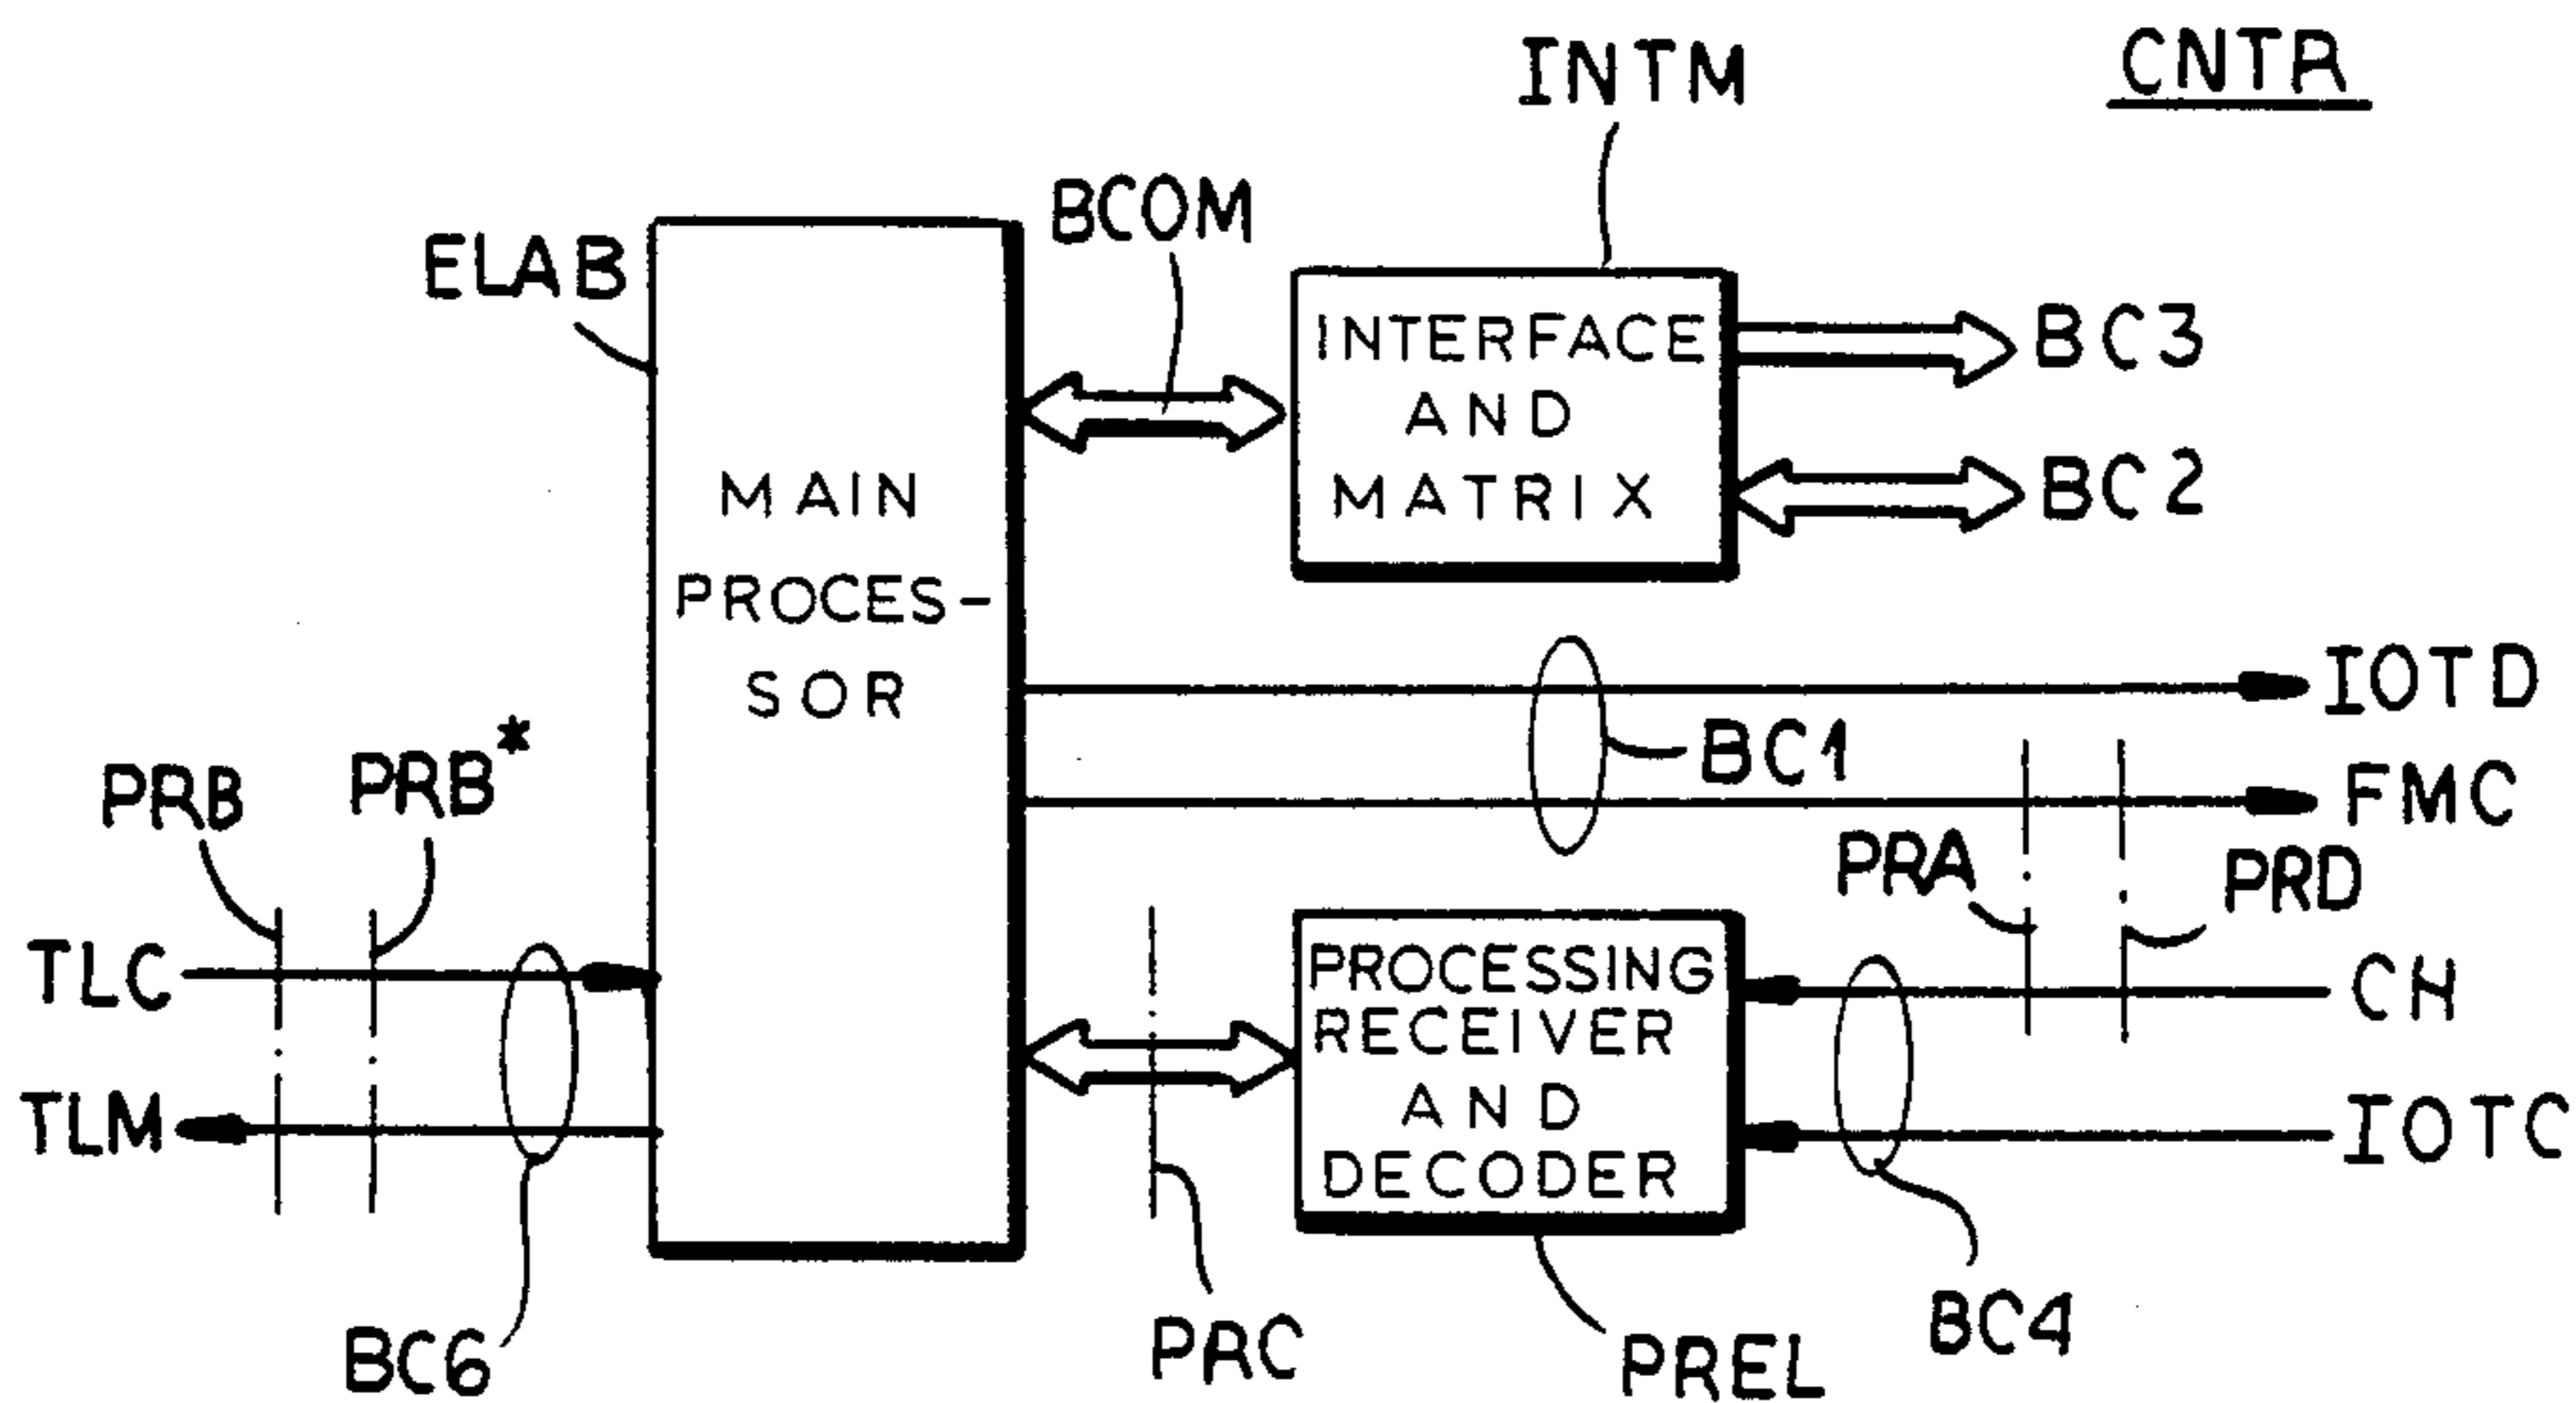 CNTR
INTM
BCOM
ELAB
INTERFACE
AND
MATRIX
BC3
BC2
MAIN
PROCES-
SOR
IOTD
BC1
FMC
PRB
PRB*
PRA
PRD
TLC
TLM
PROCESSING
RECEIVER
AND
DECODER
CH
IOTC
BC6
PRC
PREL
BC4